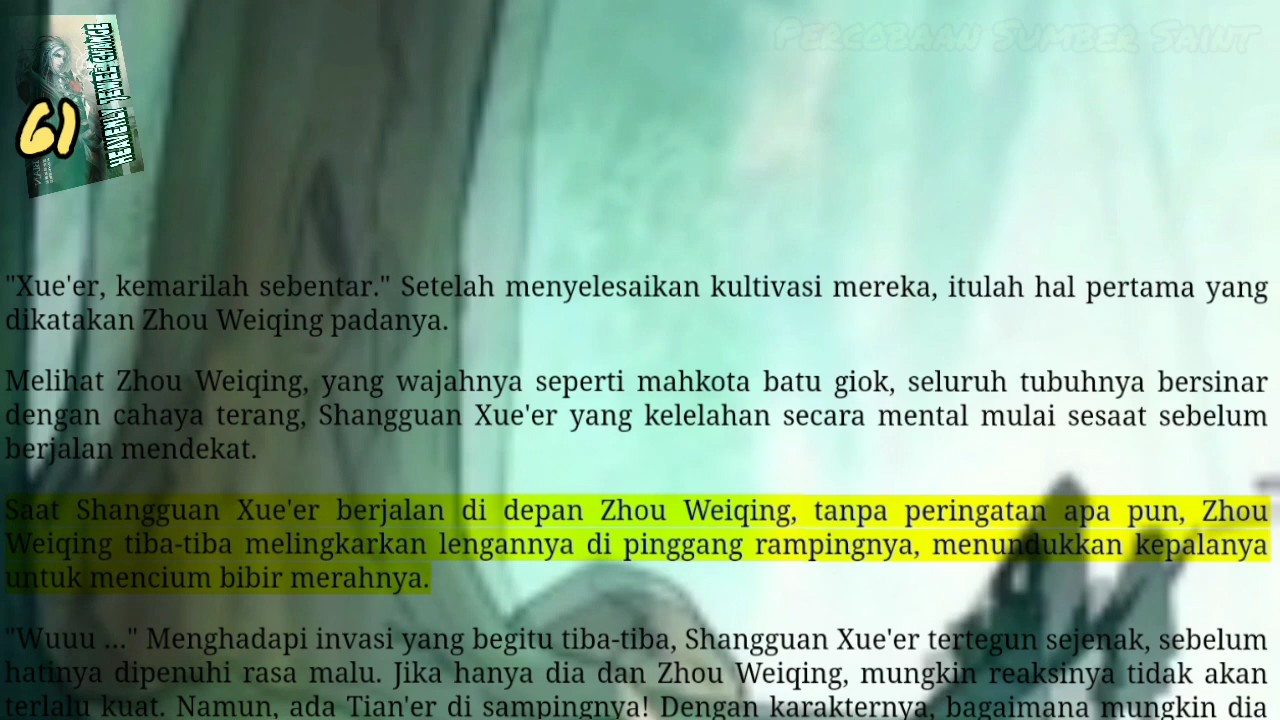 Percobaan Sumber Saint
HEAVENLY JEWEL CHANGE
61
"Xue'er, kemarilah sebentar." Setelah menyelesaikan kultivasi mereka, itulah hal pertama yang
dikatakan Zhou Weiqing padanya.
Melihat Zhou Weiqing, yang wajahnya seperti mahkota batu giok, seluruh tubuhnya bersinar
dengan cahaya terang, Shangguan Xue'er yang kelelahan secara mental mulai sesaat sebelum
berjalan mendekat.
Saat Shangguan Xue'er berjalan di depan Zhou Weiqing, tanpa peringatan apa pun, Zhou
Weiqing tiba-tiba melingkarkan lengannya di pinggang rampingnya, menundukkan kepalanya
untuk mencium bibir merahnya.
"Wuuu ..." Menghadapi invasi yang begitu tiba-tiba, Shangguan Xue'er tertegun sejenak, sebelum
hatinya dipenuhi rasa malu. Jika hanya dia dan Zhou Weiqing, mungkin reaksinya tidak akan
terlalu kuat. Namun, ada Tian'er di sampingnya! Dengan karakternya, bagaimana mungkin dia